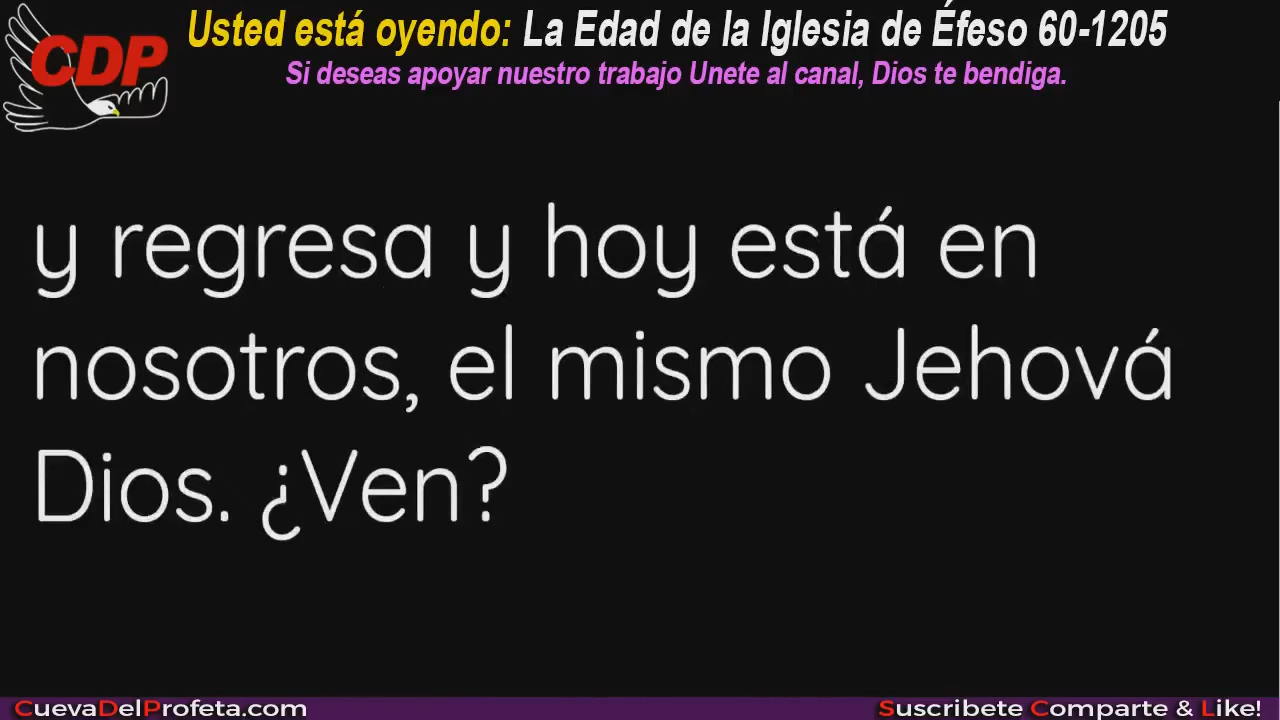 CDP
Usted está oyendo: La Edad de la Iglesia de Éfeso 60-1205
Si deseas apoyar nuestro trabajo Unete al canal, Dios te bendiga.
y regresa y hoy está en
nosotros, el mismo Jehová
Dios. ¿Ven?
CuevaDelProfeta.com
Suscribete Comparte & Like!